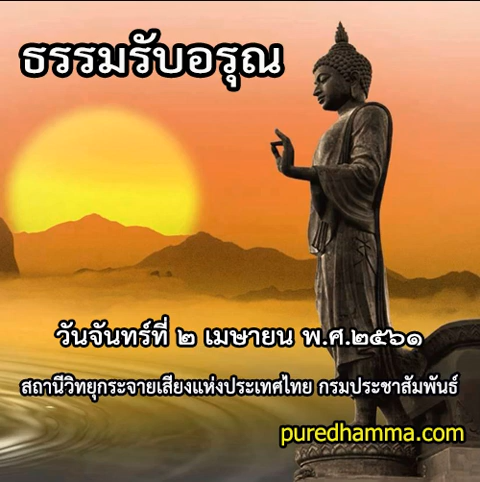 ธรรมรับอรุณ
วันจันทร์ที่ ๒ เมษายน พ.ศ.๒๕๖๑
สถานีวิทยุกระจายเสียงแห่งประเทศไทย กรมประชาสัมพันธ์
puredhamma.com